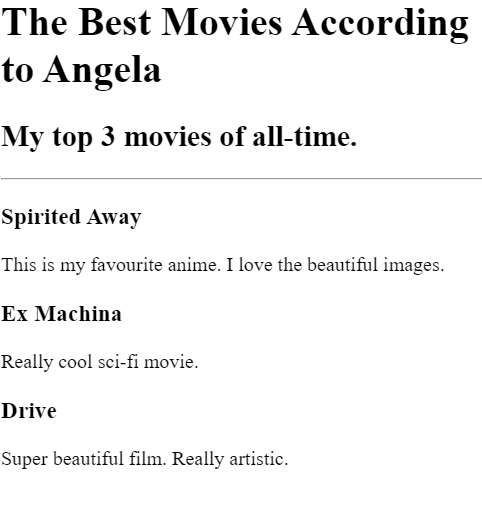 The Best Movies According
to Angela
My top 3 movies of all-time.
Spirited Away
This is my favourite anime. I love the beautiful images.
Ex Machina
Really cool sci-fi movie.
Drive
Super beautiful film. Really artistic.